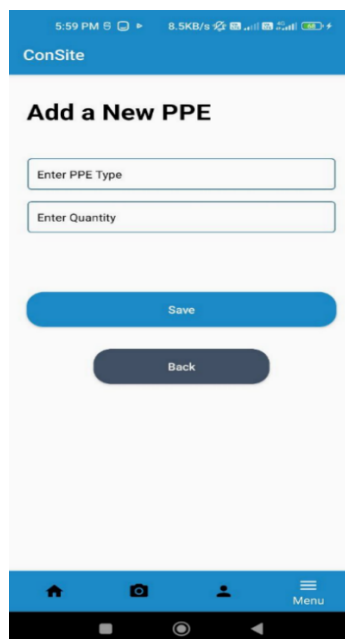 5:59 PM 8.5KB/s
ConSite
Add a New PPE
Enter PPE Type
Enter Quantity
Save
Back
Menu